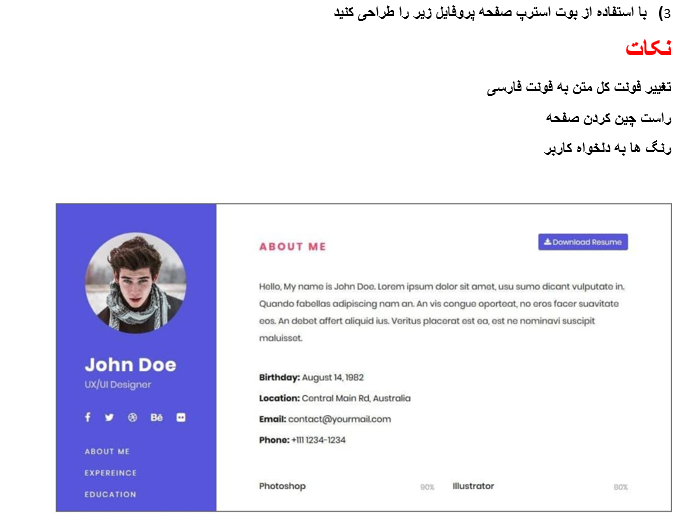 3) با استفاده از بوت استرپ صفحه پروفایل زیر را طراحی کنید
نکات
تغییر فونت کل متن به فونت فارسی
راست چین کردن صفحه
رنگ ها به دلخواه کاربر
John Doe
UX/UI Designer
Bē
ABOUT ME
EXPEREINCE
EDUCATION
ABOUT ME
Download Resume
Hello, My name is John Doe. Lorem ipsum dolor sit amet, usu sumo dicant vulputate in.
Quando fabellas adipiscing nam an. An vis congue oporteat, no eros facer suavitate
eos. An debet affert aliquid ius. Veritus placerat est ea, est ne nominavi suscipit
maluisset.
Birthday: August 14, 1982
Location: Central Main Rd, Australia
Email: contact@yourmail.com
Phone: +111 1234-1234
Photoshop 90%
Illustrator 80%